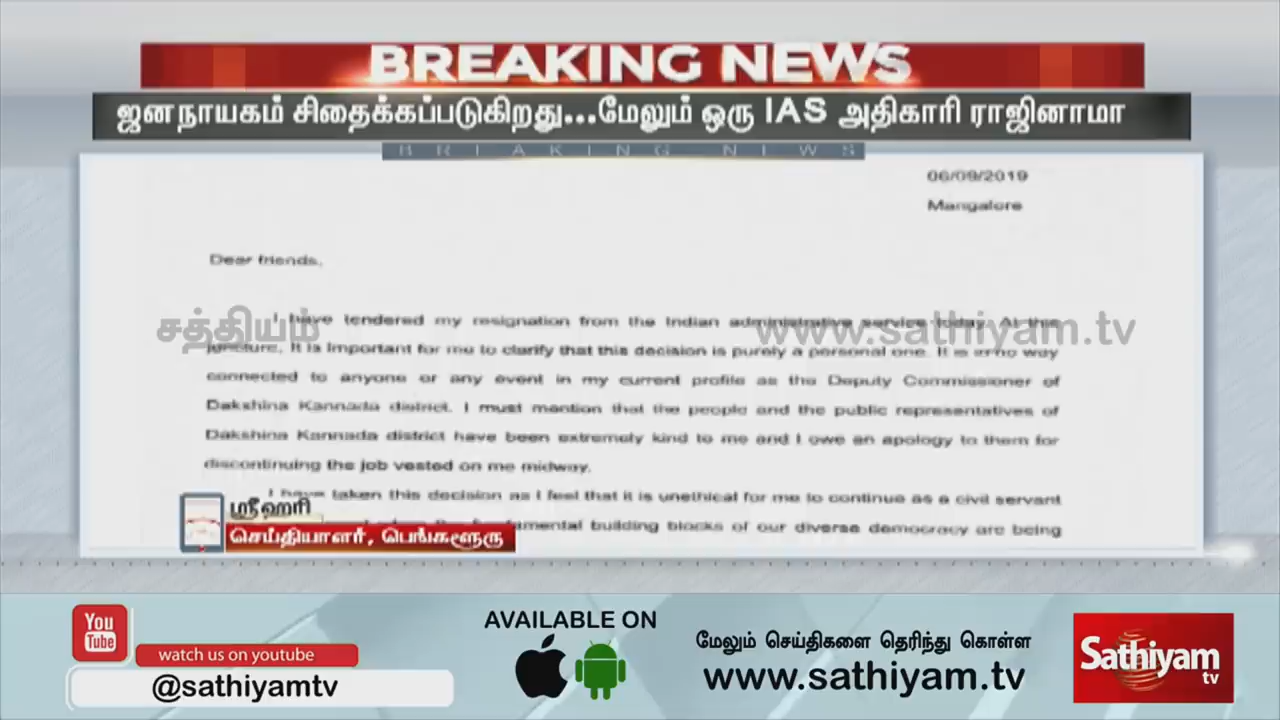 BREAKING NEWS
ஜனநாயகம் சிதைக்கப்படுகிறது...மேலும் ஒரு IAS அதிகாரி ராஜினாமா
BREAKING NEWS
06/09/2019
Mangalore
Dear friends,
I have tendered my resignation from the Indian administrative service today. At this
juncture, It is Important for me to clarify that this decision is purely a personal one. It is in no way
connected to anyone or any event in my current profile as the Deputy Commissioner of
Dakshina Kannada district. I must mention that the people and the public representatives of
Dakshina Kannada district have been extremely kind to me and I owe an apology to them for
discontinuing the job vested on me midway.
I have taken this decision as I feel that it is unethical for me to continue as a civil servant
building blocks of our diverse democracy are being
சத்தியம்
www.sathiyam.tv
ஸ்ரீஹரி
செய்தியாளர், பெங்களூரு
You
Tube
watch us on youtube
@sathiyamtv
AVAILABLE ON
மேலும் செய்திகளை தெரிந்து கொள்ள
www.sathiyam.tv
Sathiyam
tv